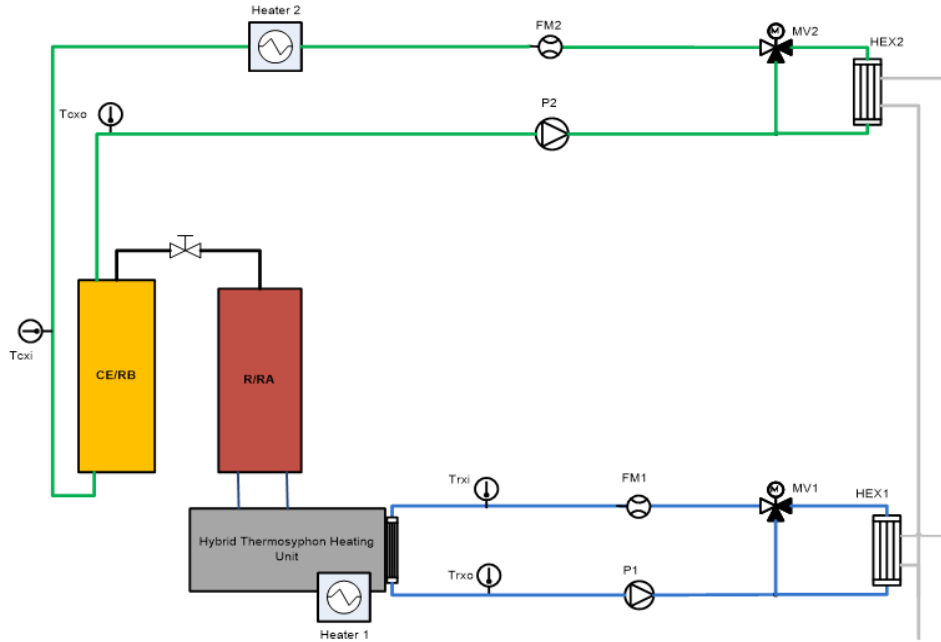 Heater 2
FM2
MV2
HEX2
M
Tcxo
P2
Tcxi
CE/RB
R/RA
Trxi
FM1
M
MV1
HEX1
Hybrid Thermosyphon Heating
Unit
Trxo
P1
Heater 1